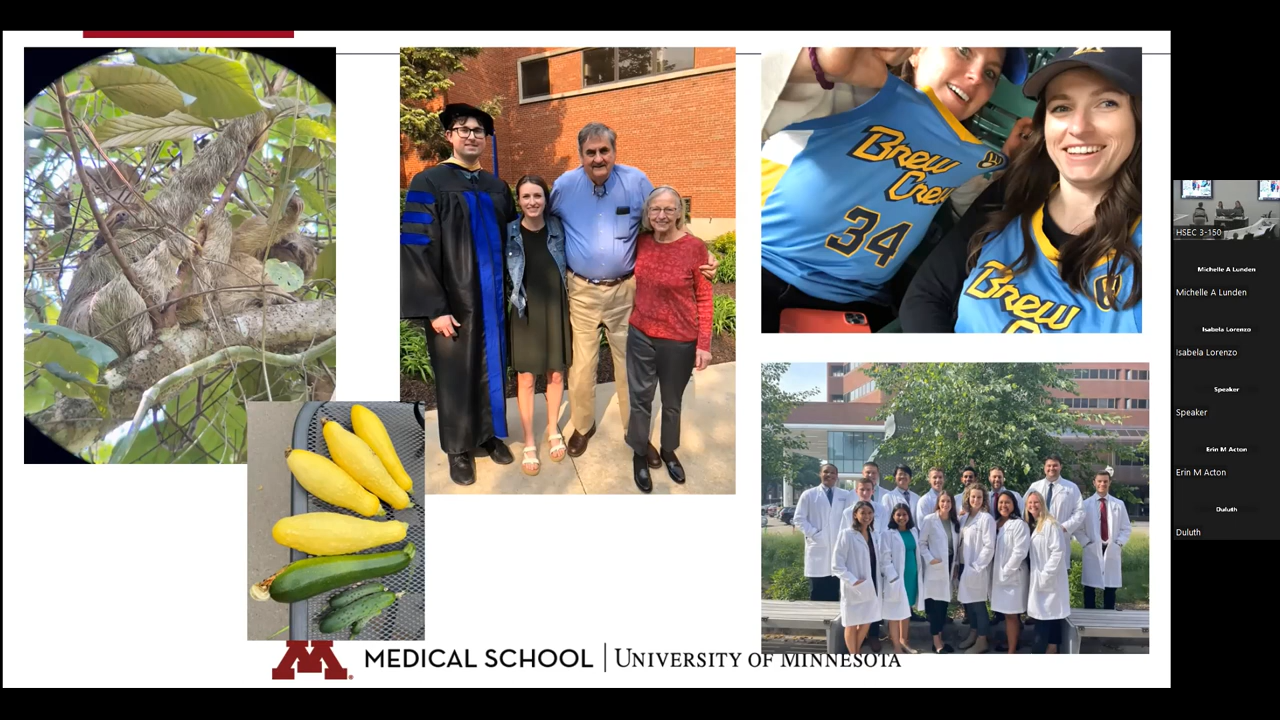 Brew
Crew
34
Brew
MEDICAL SCHOOL | UNIVERSITY OF MINNESOTA
HSEC 3-150
Michelle A Lunden
Michelle A Lunden
Isabela Lorenzo
Isabela Lorenzo
Speaker
Speaker
Erin M Acton
Erin M Acton
Duluth
Duluth